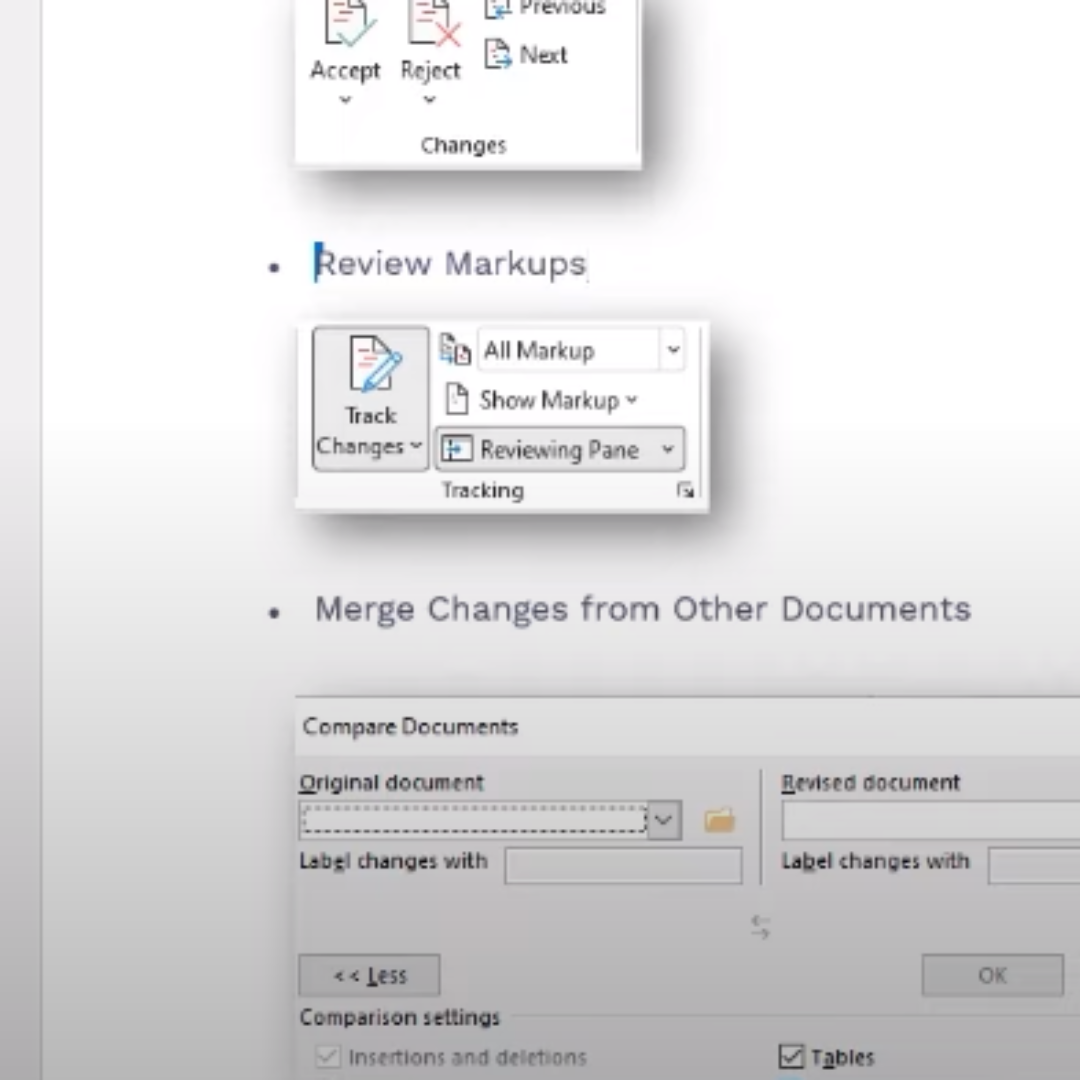 Previous
Accept Reject Next
Changes
• Review Markups
Track Changes
All Markup
Show Markup
Reviewing Pane
Tracking
• Merge Changes from Other Documents
Compare Documents
Original document Revised document
Label changes with Label changes with
<< Less OK
Comparison settings
Insertions and deletions Tables